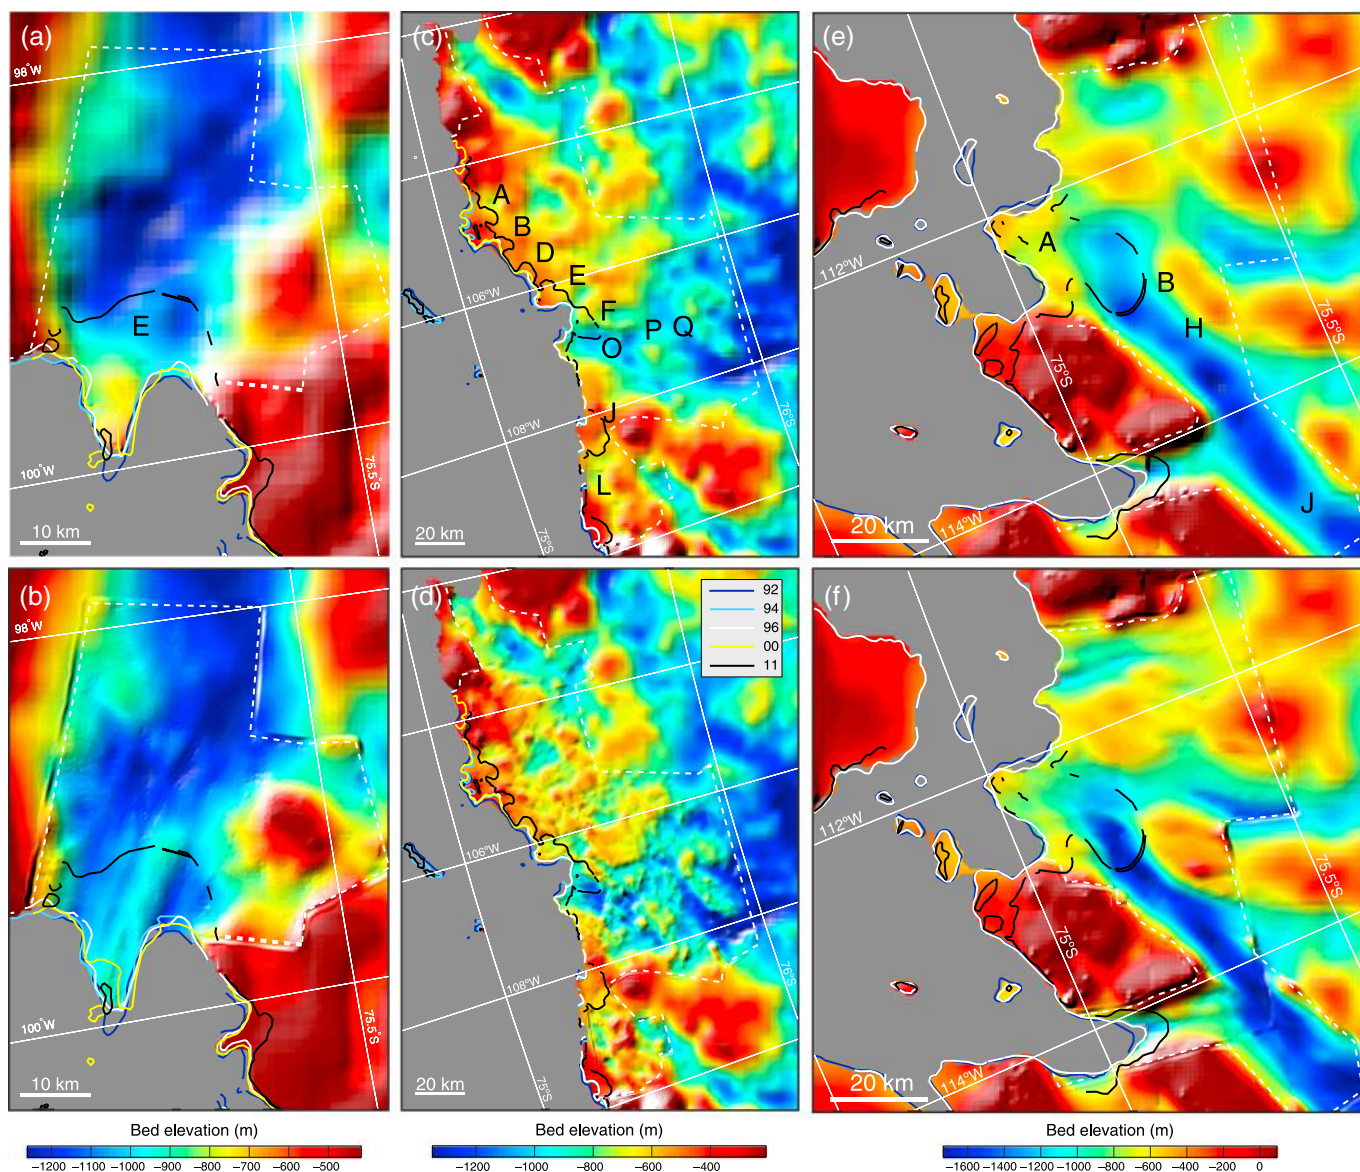 (a)
98°W
E
100°W
75.5°S
10 km
(c)
A
B
D
E
106°W
F
P
Q
O
J
108°W
76°S
L
75°S
20 km
(e)
A
112°W
B
H
75.5°S
75°S
I
J
114°W
20 km
(b)
98°W
100°W
75.5°S
10 km
(d)
92
94
96
00
11
106°W
108°W
76°S
75°S
20 km
(f)
112°W
75.5°S
75°S
114°W
20 km
Bed elevation (m)
−1200 −1100 −1000 −900 −800 −700 −600 −500
Bed elevation (m)
−1200 −1000 −800 −600 −400
Bed elevation (m)
−1600 −1400 −1200 −1000 −800 −600 −400 −200 0